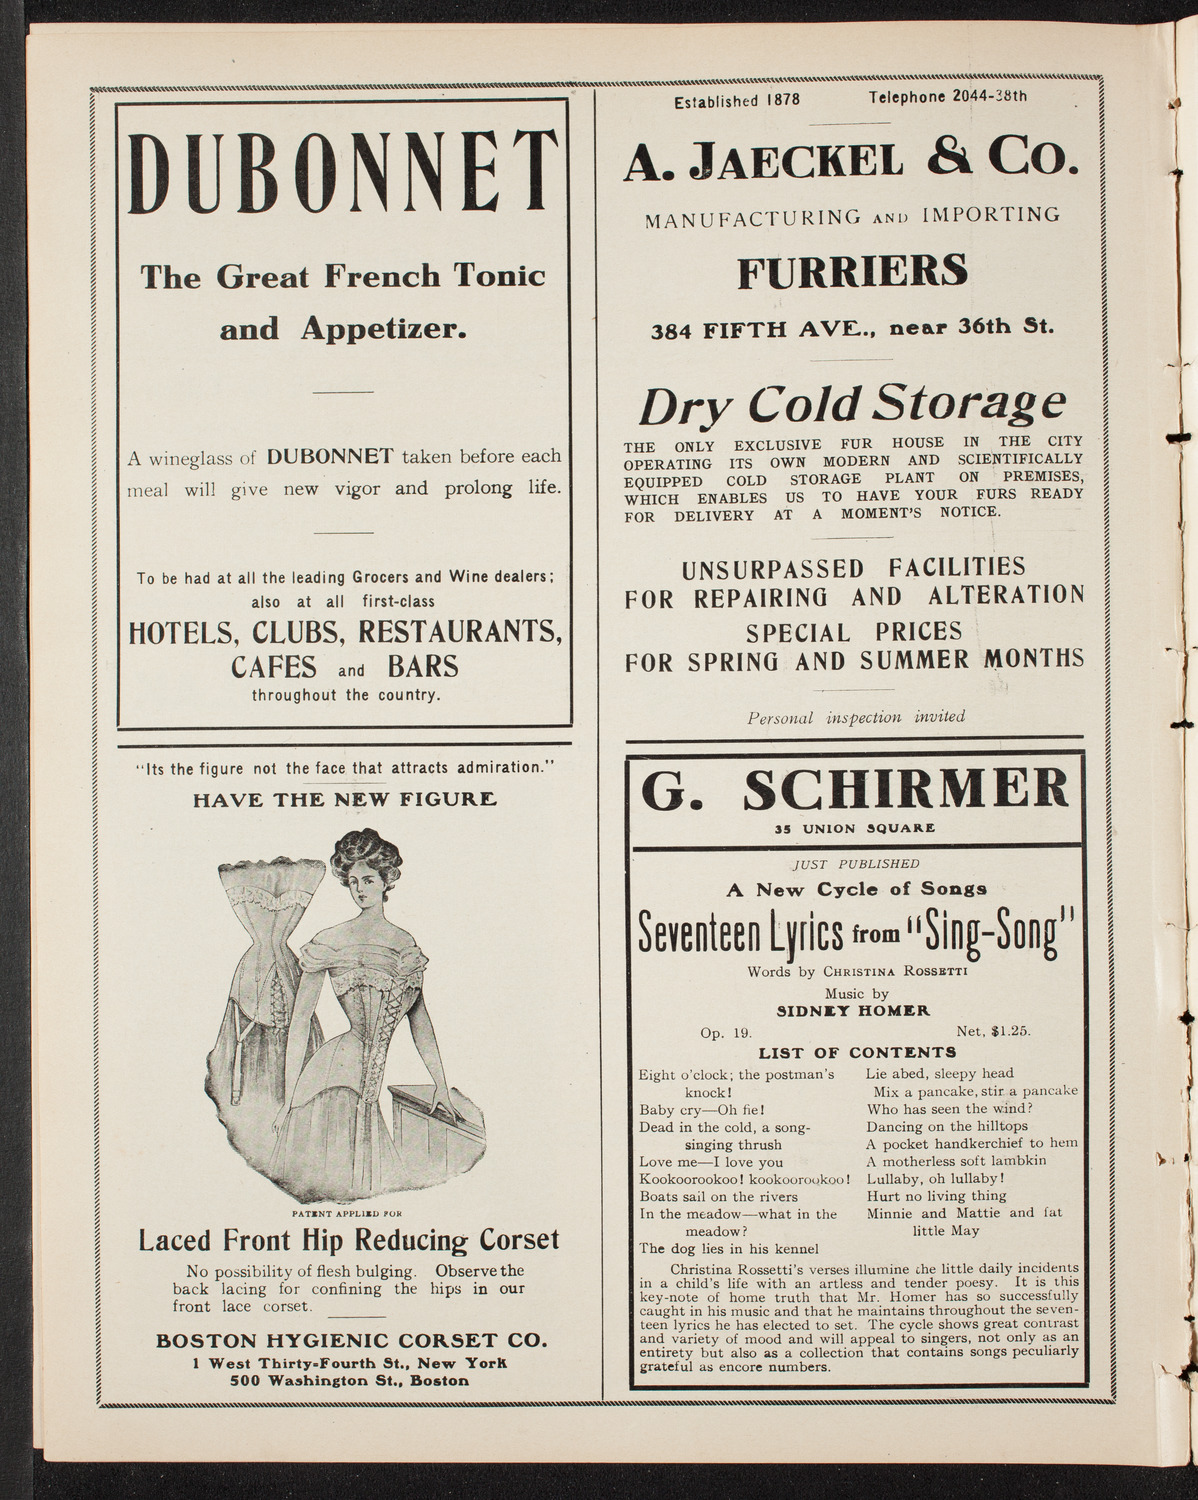 DUBONNET
The Great French Tonic
and Appetizer.
A wineglass of DUBONNET taken before each
meal will give new vigor and prolong life.
To be had at all the leading Grocers and Wine dealers;
also at all first-class
HOTELS, CLUBS, RESTAURANTS,
CAFES and BARS
throughout the country.
"Its the figure not the face that attracts admiration."
HAVE THE NEW FIGURE
PATENT APPLIED FOR
Laced Front Hip Reducing Corset
No possibility of flesh bulging. Observe the
back lacing for confining the hips in our
front lace corset.
BOSTON HYGIENIC CORSET CO.
1 West Thirty-Fourth St., New York
500 Washington St., Boston
Established 1878 Telephone 2044-38th
A. JAECKEL & CO.
MANUFACTURING AND IMPORTING
FURRIERS
384 FIFTH AVE., near 36th St.
Dry Cold Storage
THE ONLY EXCLUSIVE FUR HOUSE IN THE CITY
OPERATING ITS OWN MODERN AND SCIENTIFICALLY
EQUIPPED COLD STORAGE PLANT ON PREMISES,
WHICH ENABLES US TO HAVE YOUR FURS READY
FOR DELIVERY AT A MOMENT'S NOTICE.
UNSURPASSED FACILITIES
FOR REPAIRING AND ALTERATION
SPECIAL PRICES
FOR SPRING AND SUMMER MONTHS
Personal inspection invited
G. SCHIRMER
35 UNION SQUARE
JUST PUBLISHED
A New Cycle of Songs
Seventeen Lyrics from "Sing-Song"
Words by CHRISTINA ROSSETTI
Music by
SIDNEY HOMER
Op. 19. Net, $1.25.
LIST OF CONTENTS
Eight o'clock; the postman's
knock!
Baby cry—Oh fie!
Dead in the cold, a song-
singing thrush
Love me—I love you
Kookoorookoo! kookoorookoo!
Boats sail on the rivers
In the meadow—what in the
meadow?
The dog lies in his kennel
Lie abed, sleepy head
Mix a pancake, stir a pancake
Who has seen the wind?
Dancing on the hilltops
A pocket handkerchief to hem
A motherless soft lambkin
Lullaby, oh lullaby!
Hurt no living thing
Minnie and Mattie and fat
little May
Christina Rossetti's verses illumine the little daily incidents
in a child's life with an artless and tender poesy. It is this
key-note of home truth that Mr. Homer has so successfully
caught in his music and that he maintains throughout the seven-
teen lyrics he has elected to set. The cycle shows great contrast
and variety of mood and will appeal to singers, not only as an
entirety but also as a collection that contains songs peculiarly
grateful as encore numbers.